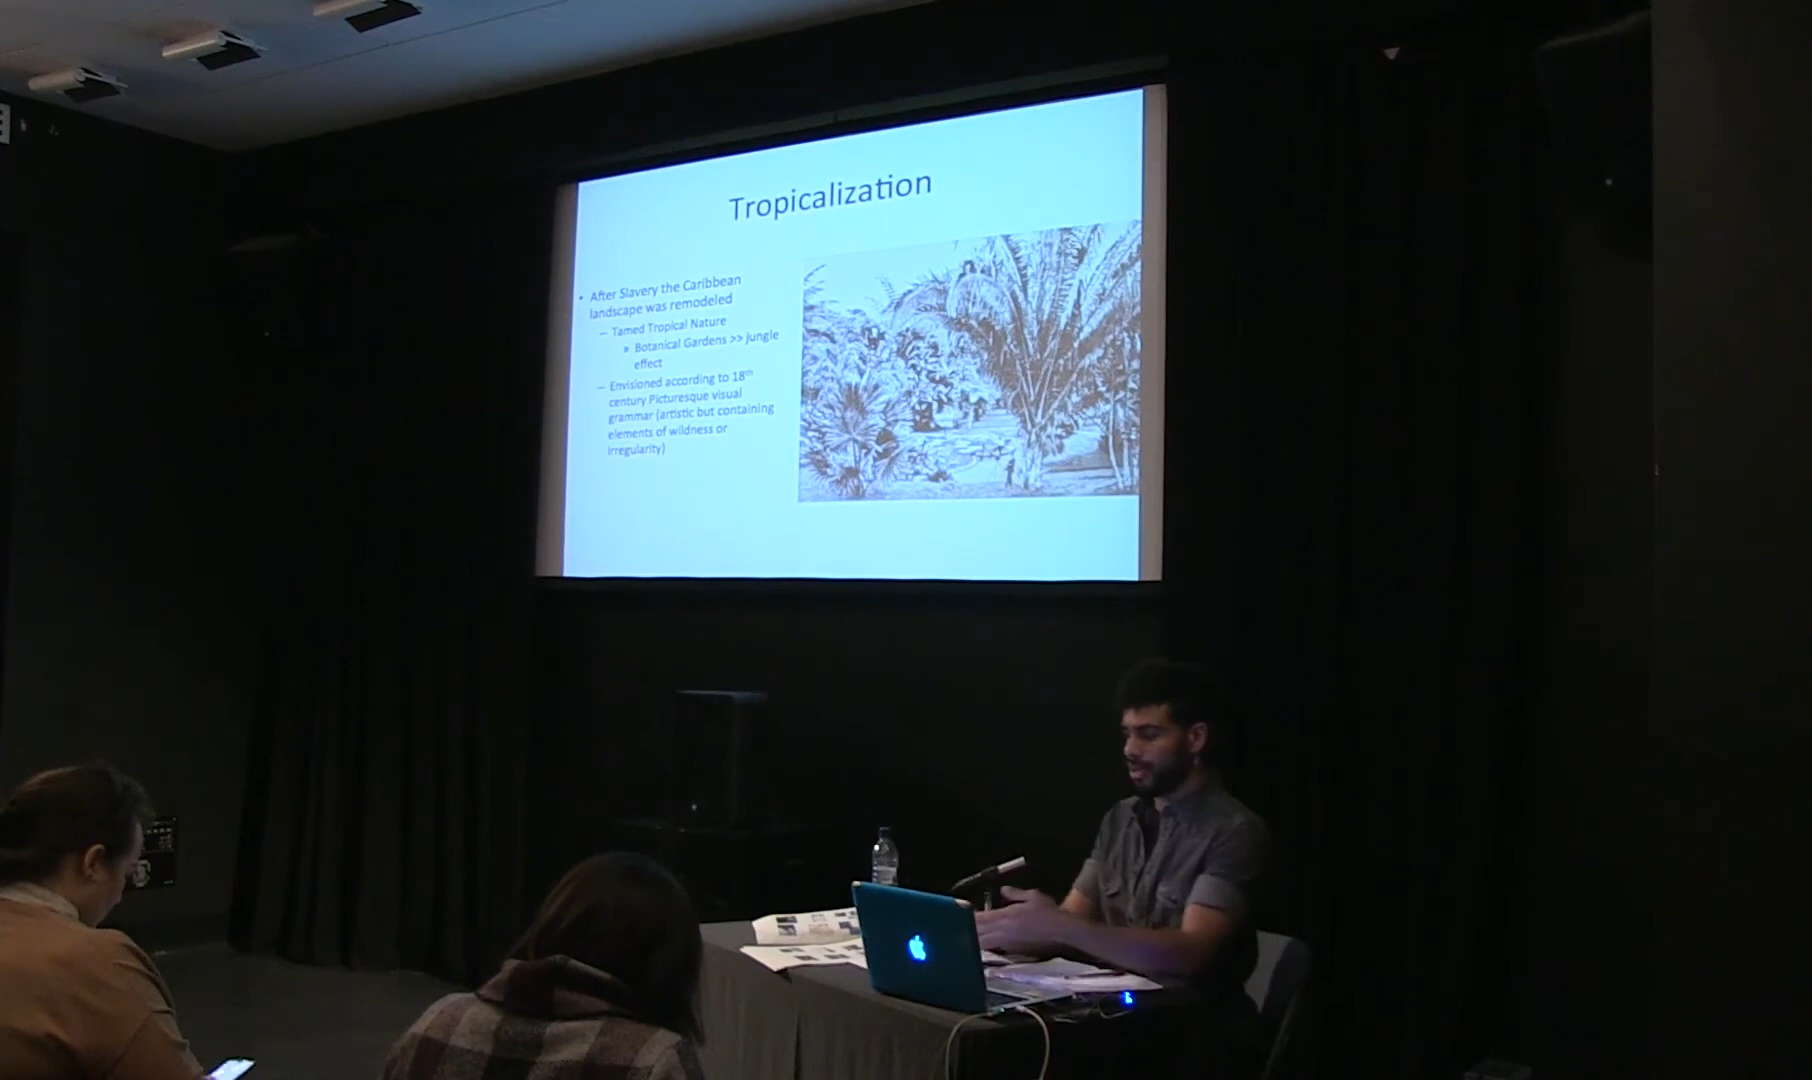 Tropicalization
• After Slavery the Caribbean
landscape was remodeled
– Tamed Tropical Nature
» Botanical Gardens >> jungle
effect
– Envisioned according to 18th
century Picturesque visual
grammar (artistic but containing
elements of wildness or
irregularity)